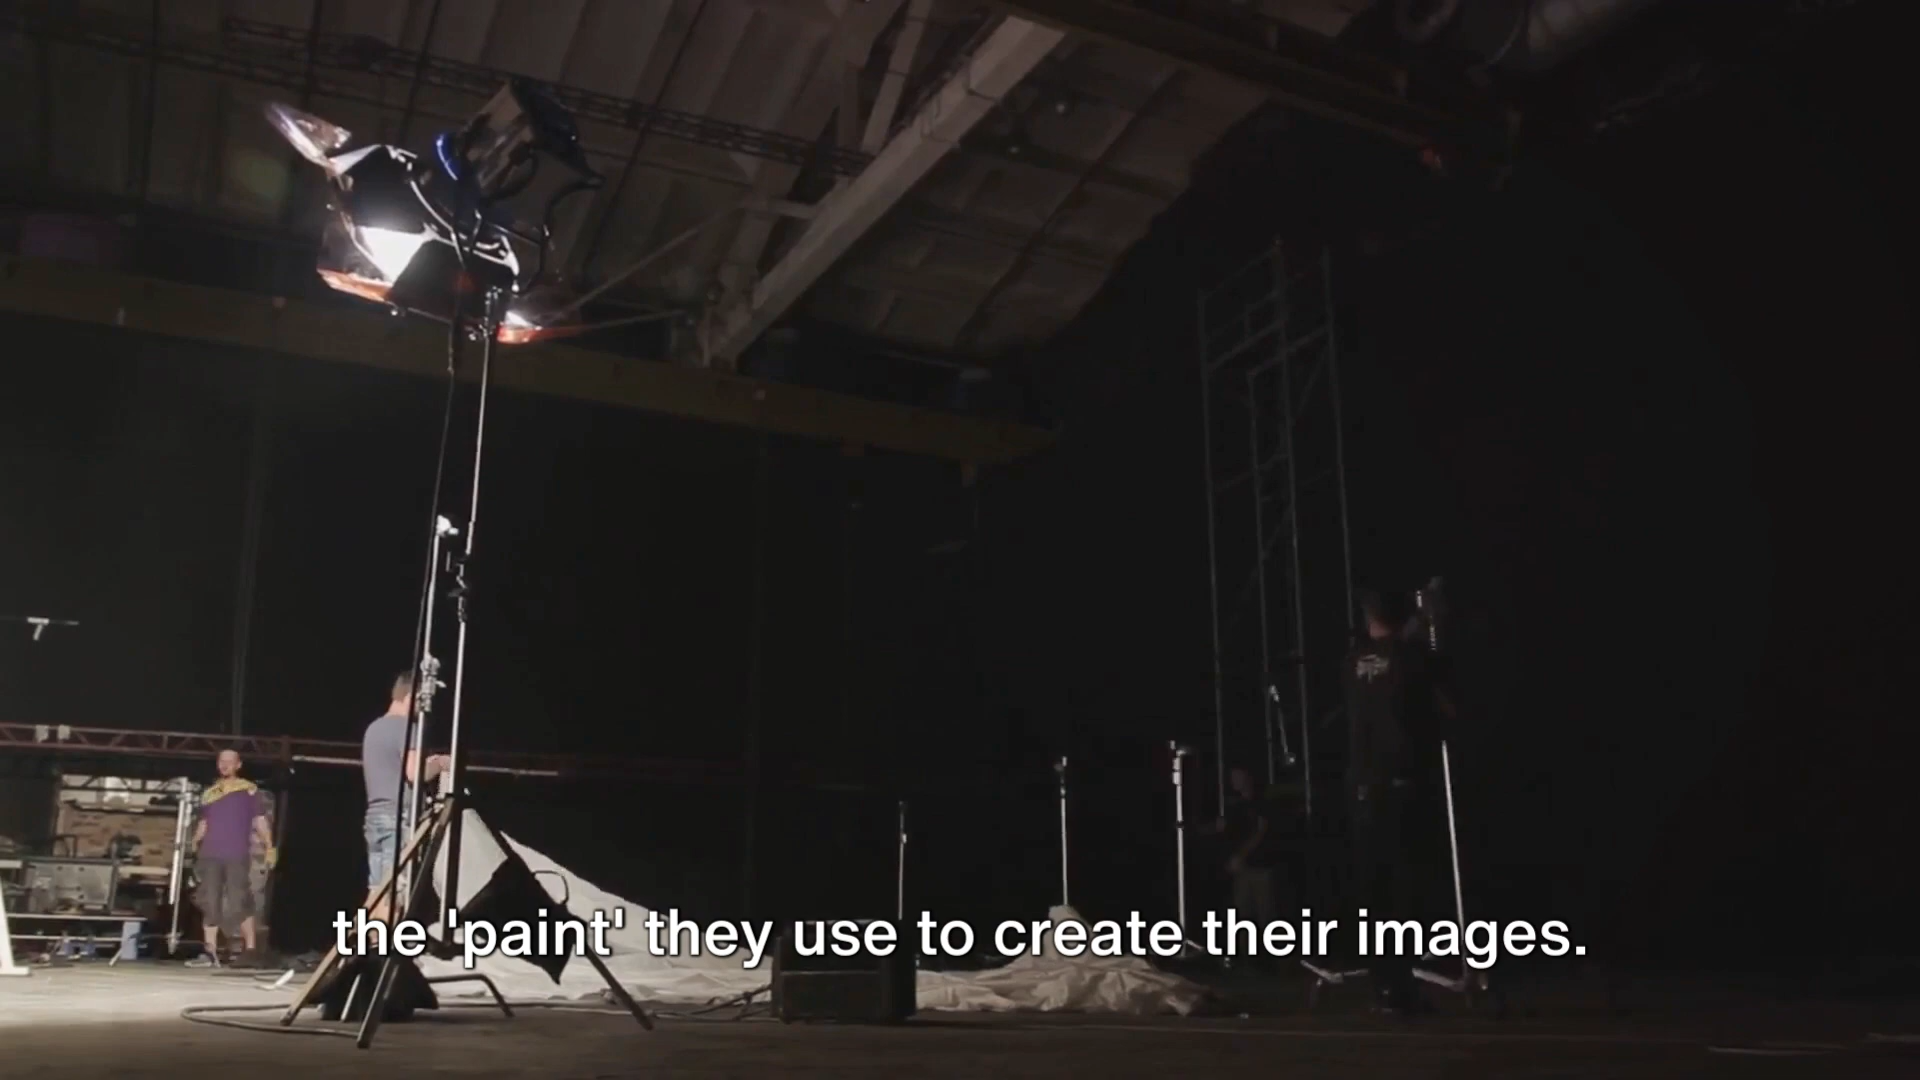 the 'paint' they use to create their images.